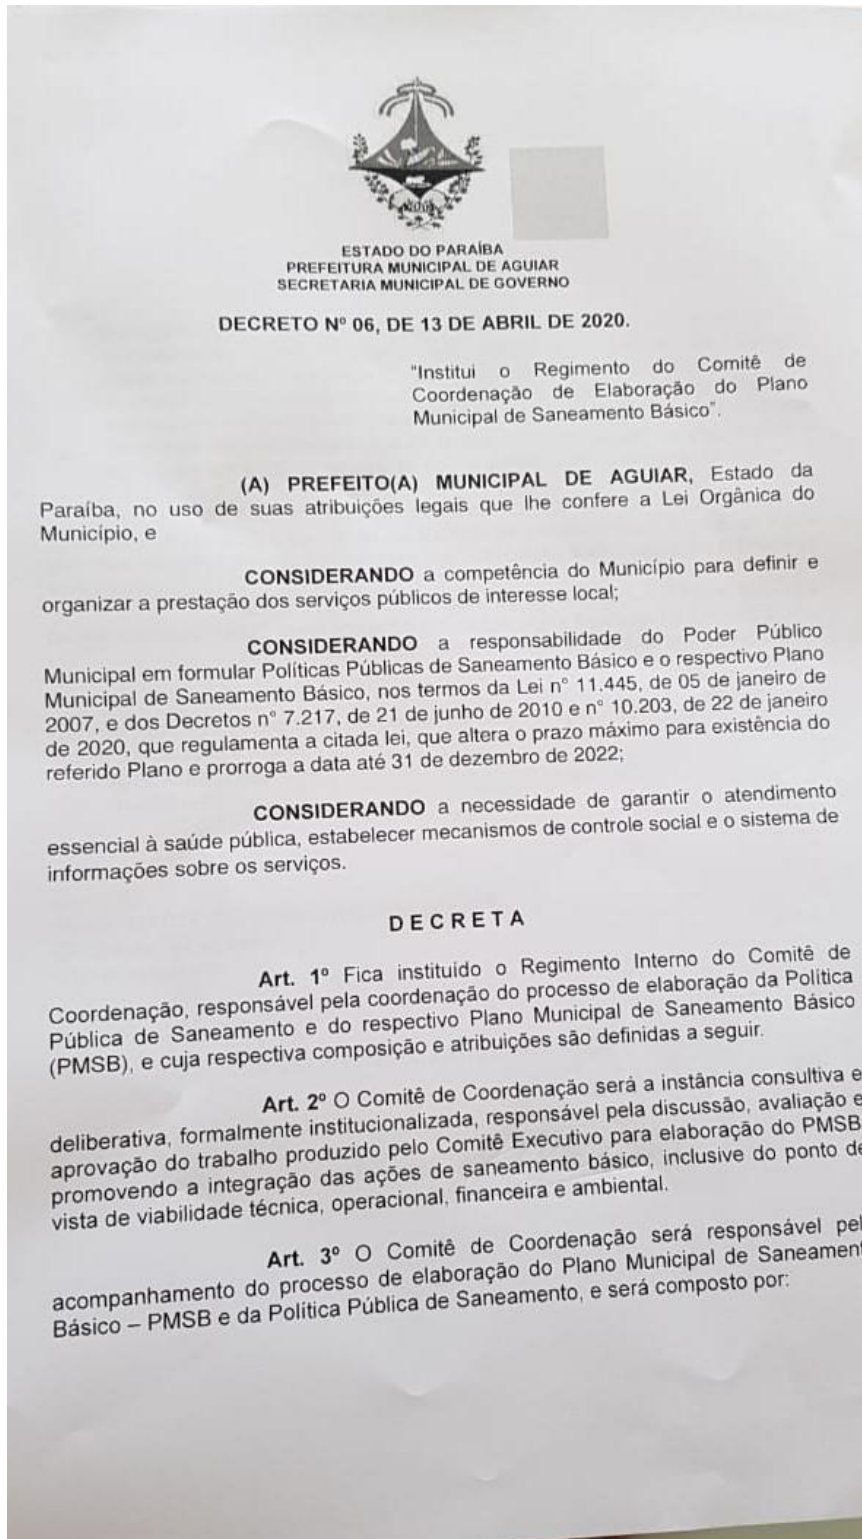 ESTADO DO PARAÍBA
PREFEITURA MUNICIPAL DE AGUIAR
SECRETARIA MUNICIPAL DE GOVERNO
DECRETO Nº 06, DE 13 DE ABRIL DE 2020.
"Institui o Regimento do Comitê de
Coordenação de Elaboração do Plano
Municipal de Saneamento Básico".
(A) PREFEITO(A) MUNICIPAL DE AGUIAR, Estado da
Paraíba, no uso de suas atribuições legais que lhe confere a Lei Orgânica do
Município, e
CONSIDERANDO a competência do Município para definir e
organizar a prestação dos serviços públicos de interesse local;
CONSIDERANDO a responsabilidade do Poder Público
Municipal em formular Políticas Públicas de Saneamento Básico e o respectivo Plano
Municipal de Saneamento Básico, nos termos da Lei n° 11.445, de 05 de janeiro de
2007, e dos Decretos n° 7.217, de 21 de junho de 2010 e n° 10.203, de 22 de janeiro
de 2020, que regulamenta a citada lei, que altera o prazo máximo para existência do
referido Plano e prorroga a data até 31 de dezembro de 2022;
CONSIDERANDO a necessidade de garantir o atendimento
essencial à saúde pública, estabelecer mecanismos de controle social e o sistema de
informações sobre os serviços.
D E C R E T A
Art. 1º Fica instituído o Regimento Interno do Comitê de
Coordenação, responsável pela coordenação do processo de elaboração da Política
Pública de Saneamento e do respectivo Plano Municipal de Saneamento Básico
(PMSB), e cuja respectiva composição e atribuições são definidas a seguir.
Art. 2º O Comitê de Coordenação será a instância consultiva e
deliberativa, formalmente institucionalizada, responsável pela discussão, avaliação e
aprovação do trabalho produzido pelo Comitê Executivo para elaboração do PMSB
promovendo a integração das ações de saneamento básico, inclusive do ponto de
vista de viabilidade técnica, operacional, financeira e ambiental.
Art. 3º O Comitê de Coordenação será responsável pel
acompanhamento do processo de elaboração do Plano Municipal de Saneament
Básico – PMSB e da Política Pública de Saneamento, e será composto por: